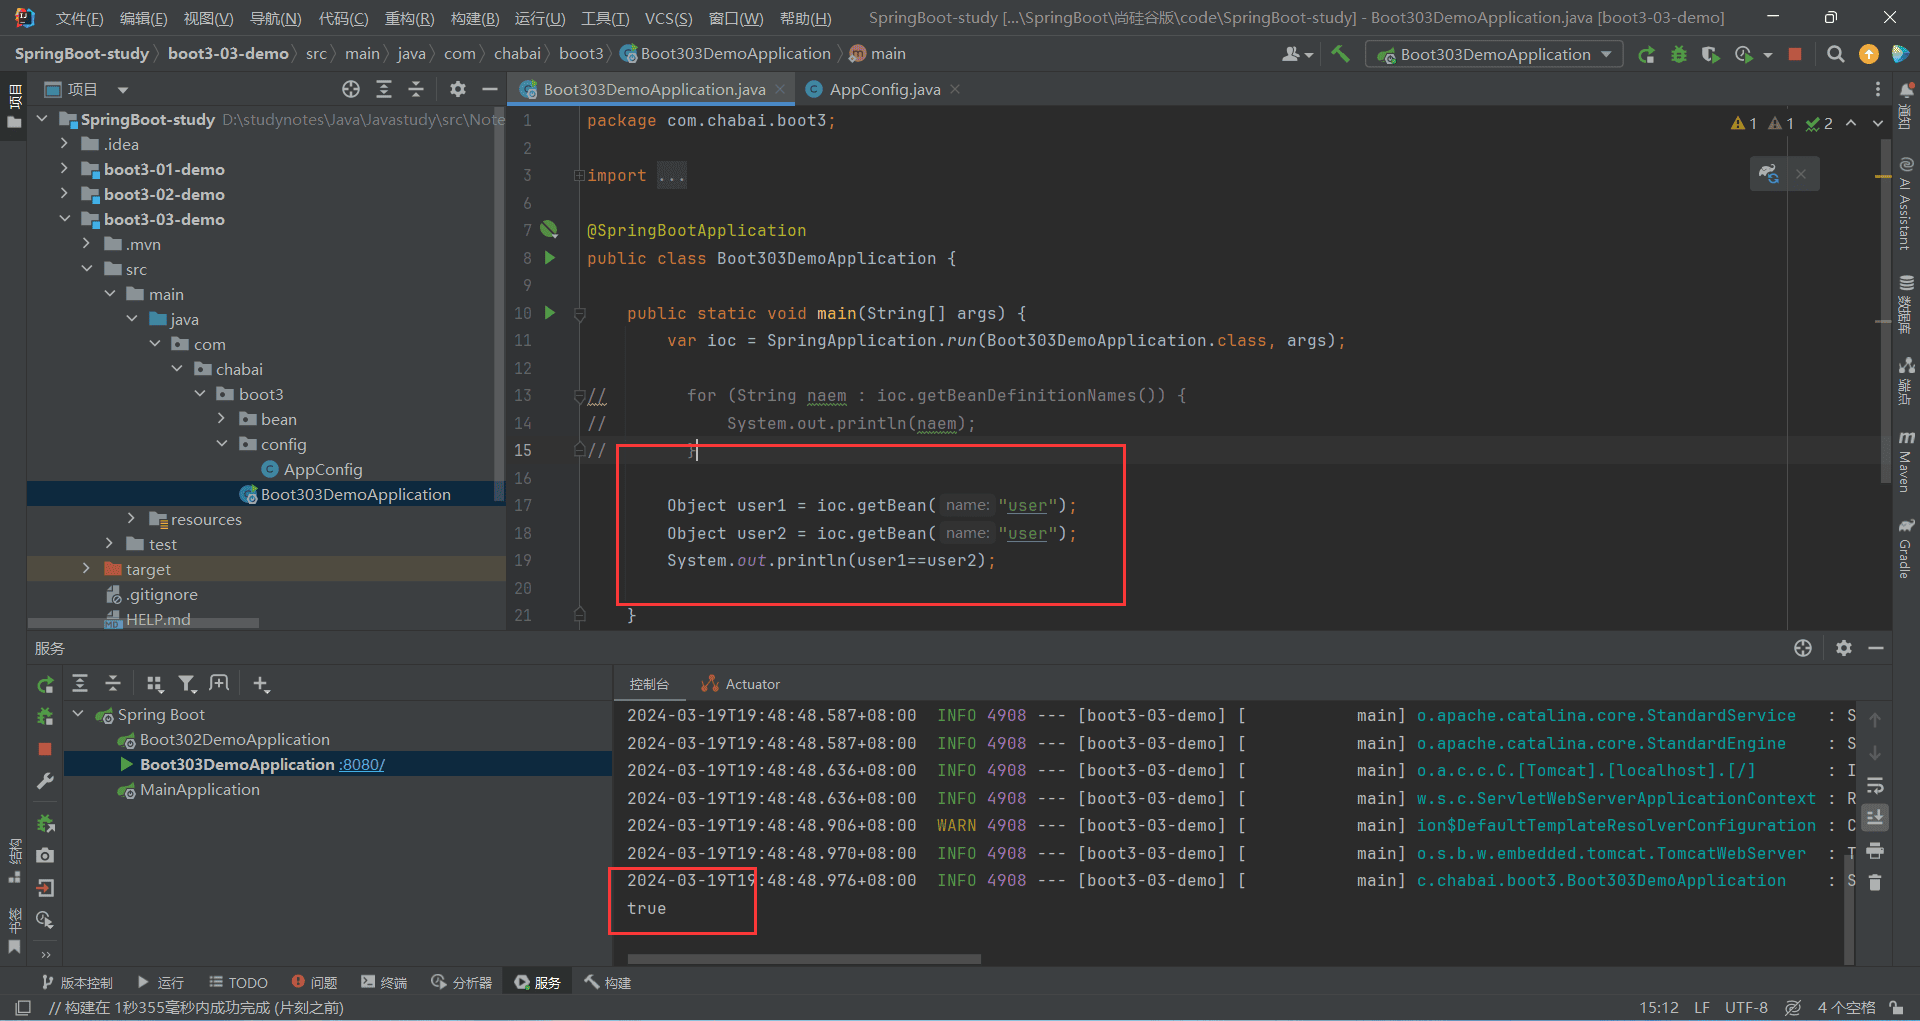 文件(F) 编辑(E) 视图(V) 导航(N) 代码(C) 重构(R) 构建(B) 运行(U) 工具(T) VCS(S) 窗口(W) 帮助(H) SpringBoot-study [...\SpringBoot\尚硅谷版\code\SpringBoot-study] - Boot303DemoApplication.java [boot3-03-demo]
SpringBoot-study boot3-03-demo src main java com chabai boot3 Boot303DemoApplication main
Boot303DemoApplication
项目
Boot303DemoApplication.java AppConfig.java
SpringBoot-study D:\studynotes\Java\Javastudy\src\Note
.idea
boot3-01-demo
boot3-02-demo
boot3-03-demo
.mvn
src
main
java
com
chabai
boot3
bean
config
AppConfig
Boot303DemoApplication
resources
test
target
.gitignore
HELP.md
1 package com.chabai.boot3;
2
3 import ...
6
7 @SpringBootApplication
8 public class Boot303DemoApplication {
9
10 public static void main(String[] args) {
11 var ioc = SpringApplication.run(Boot303DemoApplication.class, args);
12
13 // for (String naem : ioc.getBeanDefinitionNames()) {
14 // System.out.println(naem);
15 // }
16
17 Object user1 = ioc.getBean( name: "user");
18 Object user2 = ioc.getBean( name: "user");
19 System.out.println(user1==user2);
20
21 }
1 1 2
项目
结构
书签
通知
AI Assistant
数据库
端点
m Maven
Gradle
服务
Spring Boot
Boot302DemoApplication
Boot303DemoApplication :8080/
MainApplication
控制台 Actuator
2024-03-19T19:48:48.587+08:00 INFO 4908 --- [boot3-03-demo] [ main] o.apache.catalina.core.StandardService : S
2024-03-19T19:48:48.587+08:00 INFO 4908 --- [boot3-03-demo] [ main] o.apache.catalina.core.StandardEngine : S
2024-03-19T19:48:48.636+08:00 INFO 4908 --- [boot3-03-demo] [ main] o.a.c.c.C.[Tomcat].[localhost].[/] : I
2024-03-19T19:48:48.636+08:00 INFO 4908 --- [boot3-03-demo] [ main] w.s.c.ServletWebServerApplicationContext : R
2024-03-19T19:48:48.906+08:00 WARN 4908 --- [boot3-03-demo] [ main] ion$DefaultTemplateResolverConfiguration : C
2024-03-19T19:48:48.970+08:00 INFO 4908 --- [boot3-03-demo] [ main] o.s.b.w.embedded.tomcat.TomcatWebServer : T
2024-03-19T19:48:48.976+08:00 INFO 4908 --- [boot3-03-demo] [ main] c.chabai.boot3.Boot303DemoApplication : S
true
版本控制 运行 TODO 问题 终端 分析器 服务 构建
// 构建在 1秒355毫秒内成功完成 (片刻之前) 15:12 LF UTF-8 4 个空格